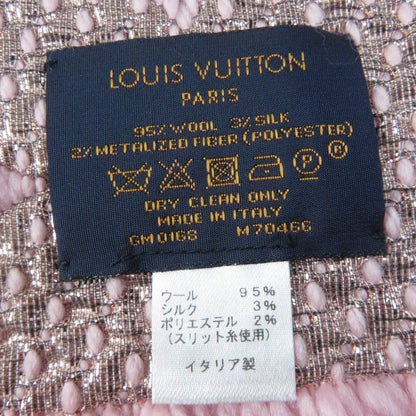 LOUIS VUITTON
PARIS
95% WOOL 3% SILK
2% METALIZED FIBER (POLYESTER)
DRY CLEAN ONLY
MADE IN ITALY
GM0168 M70466
ウール 95%
シルク 3%
ポリエステル 2%
(スリット糸使用)
イタリア製